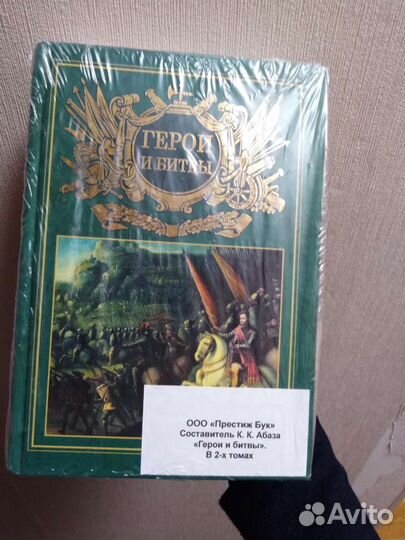 ГЕРОИ
И БИТВЫ
ООО «Престиж Бук»
Составитель К. К. Абаза
«Герои и битвы».
В 2-х томах
Avito